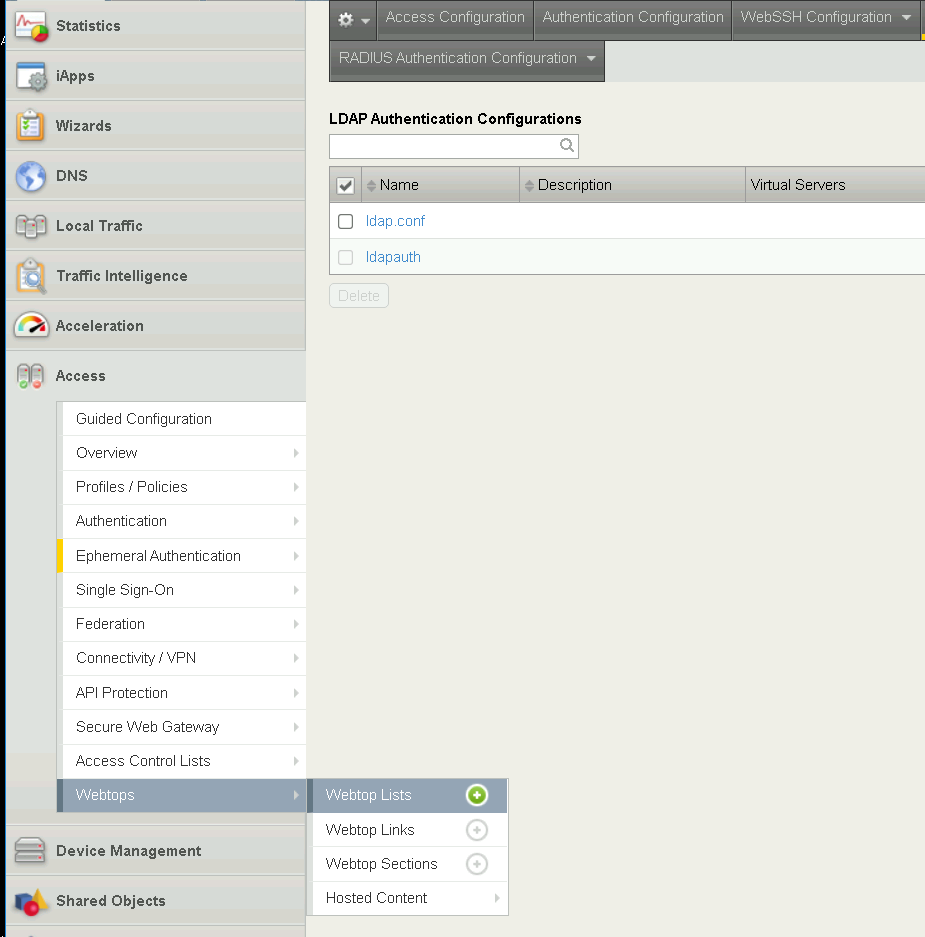 Statistics
iApps
Wizards
DNS
Local Traffic
Traffic Intelligence
Acceleration
Access
Guided Configuration
Overview
Profiles / Policies
Authentication
Ephemeral Authentication
Single Sign-On
Federation
Connectivity / VPN
API Protection
Secure Web Gateway
Access Control Lists
Webtops
Device Management
Shared Objects
Webtop Lists
Webtop Links
Webtop Sections
Hosted Content
Access Configuration Authentication Configuration WebSSH Configuration
RADIUS Authentication Configuration
LDAP Authentication Configurations
Name Description Virtual Servers
ldap.conf
ldapauth
Delete